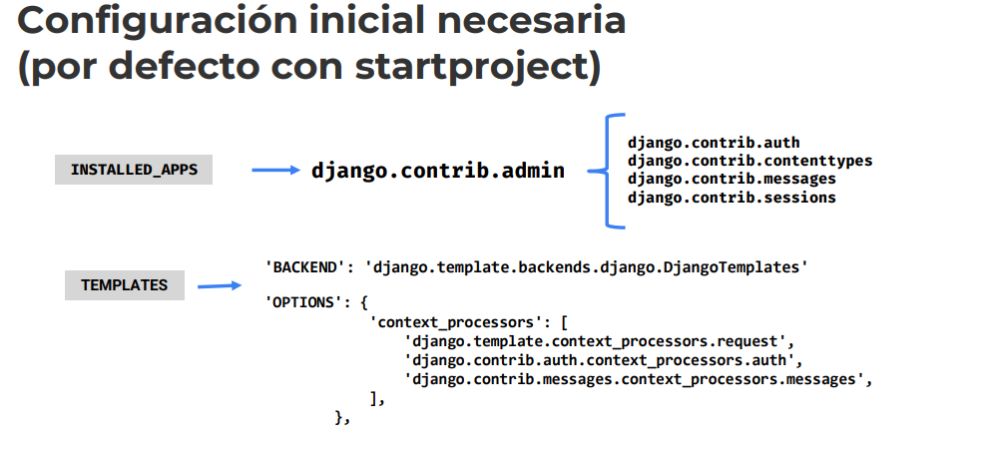 Configuración inicial necesaria
(por defecto con startproject)
INSTALLED_APPS
django.contrib.admin
django.contrib.auth
django.contrib.contenttypes
django.contrib.messages
django.contrib.sessions
TEMPLATES
'BACKEND': 'django.template.backends.django.DjangoTemplates'
'OPTIONS': {
'context_processors': [
'django.template.context_processors.request',
'django.contrib.auth.context_processors.auth',
'django.contrib.messages.context_processors.messages',
],
},